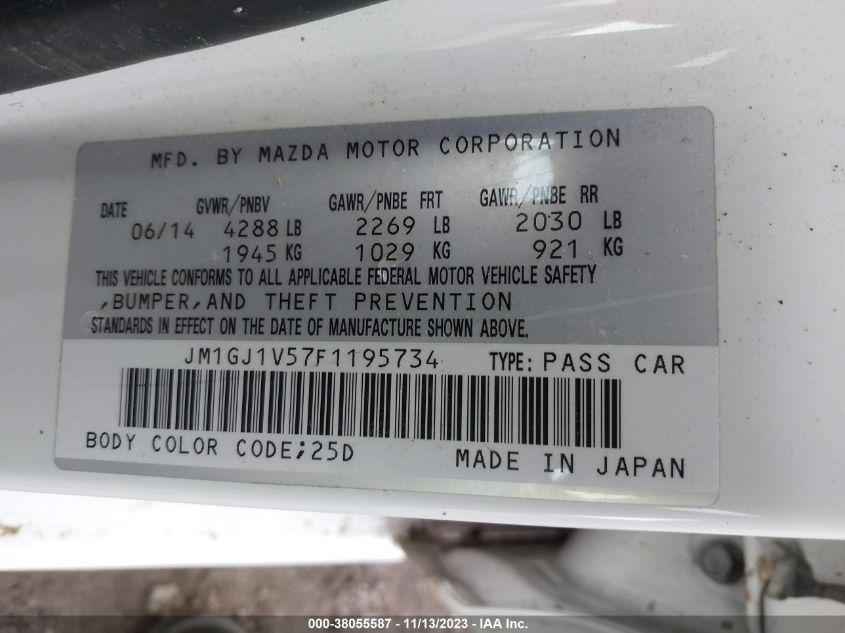 MFD. BY MAZDA MOTOR CORPORATION
DATE GVWR/PNBV GAWR/PNBE FRT GAWR/PNBE RR
06/14 4288 LB 2269 LB 2030 LB
1945 KG 1029 KG 921 KG
THIS VEHICLE CONFORMS TO ALL APPLICABLE FEDERAL MOTOR VEHICLE SAFETY
,BUMPER,AND THEFT PREVENTION
STANDARDS IN EFFECT ON THE DATE OF MANUFACTURE SHOWN ABOVE.
JM1GJ1V57F1195734 TYPE: PASS CAR
BODY COLOR CODE;25D MADE IN JAPAN
000-38055587 - 11/13/2023 - IAA Inc.